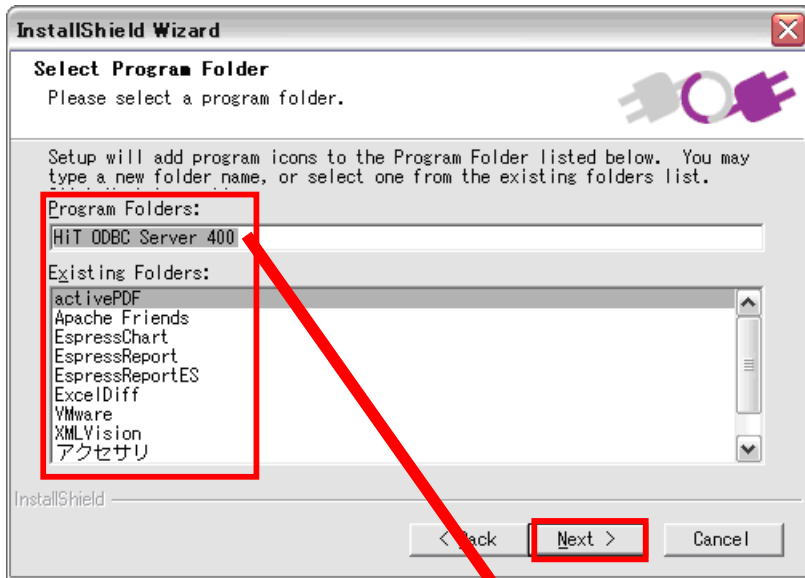 InstallShield Wizard
Select Program Folder
Please select a program folder.
Setup will add program icons to the Program Folder listed below.  You may
type a new folder name, or select one from the existing folders list.
Program Folders:
HiT ODBC Server 400
Existing Folders:
activePDF
Apache Friends
EspressChart
EspressReport
EspressReportES
ExcelDiff
VMware
XMLVision
アクセサリ
InstallShield
< Back
Next >
Cancel